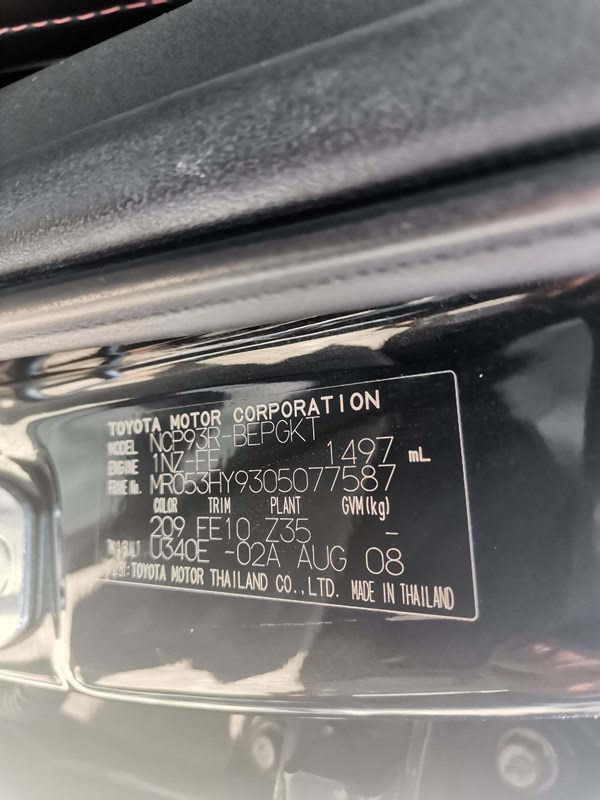 TOYOTA MOTOR CORPORATION
MODEL NCP93R-BEPGKT
ENGINE 1NZ-FE 1497 mL
FRAME No. MR053HY9305077587
COLOR TRIM PLANT GVM(kg)
209 FE10 Z35 -
U340E -02A AUG 08
TOYOTA MOTOR THAILAND CO.,LTD. MADE IN THAILAND